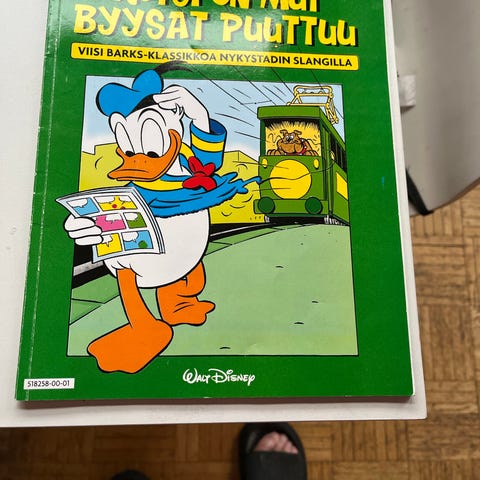 BYYSAT PUUTTUU
VIISI BARKS-KLASSIKKOA NYKYSTADIN SLANGILLA
518258-00-01
WALT DISNEY